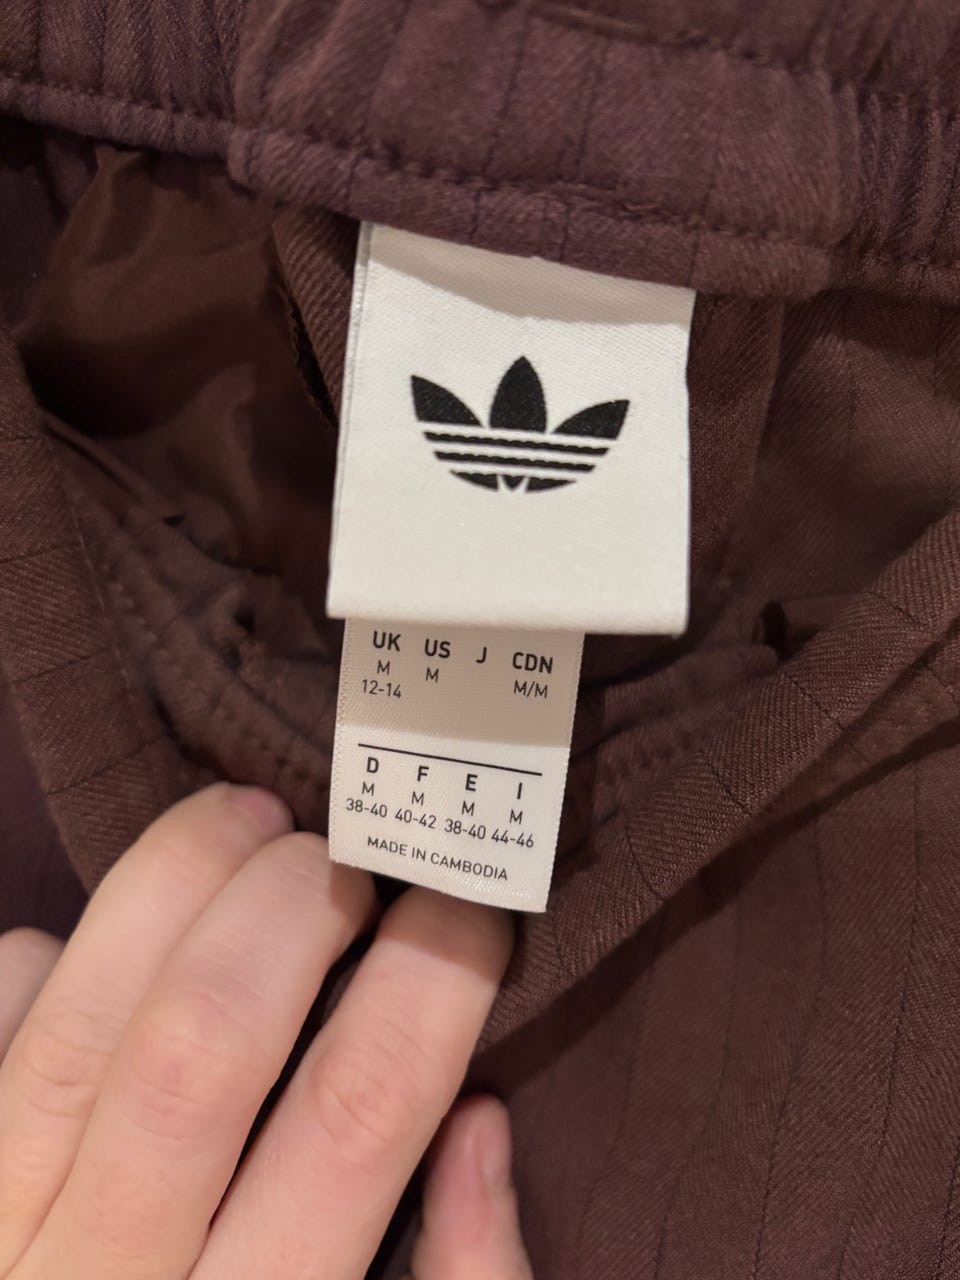 UK US J CDN
M M M/M
12-14
D F E I
M M M M
38-40 40-42 38-40 44-46
MADE IN CAMBODIA